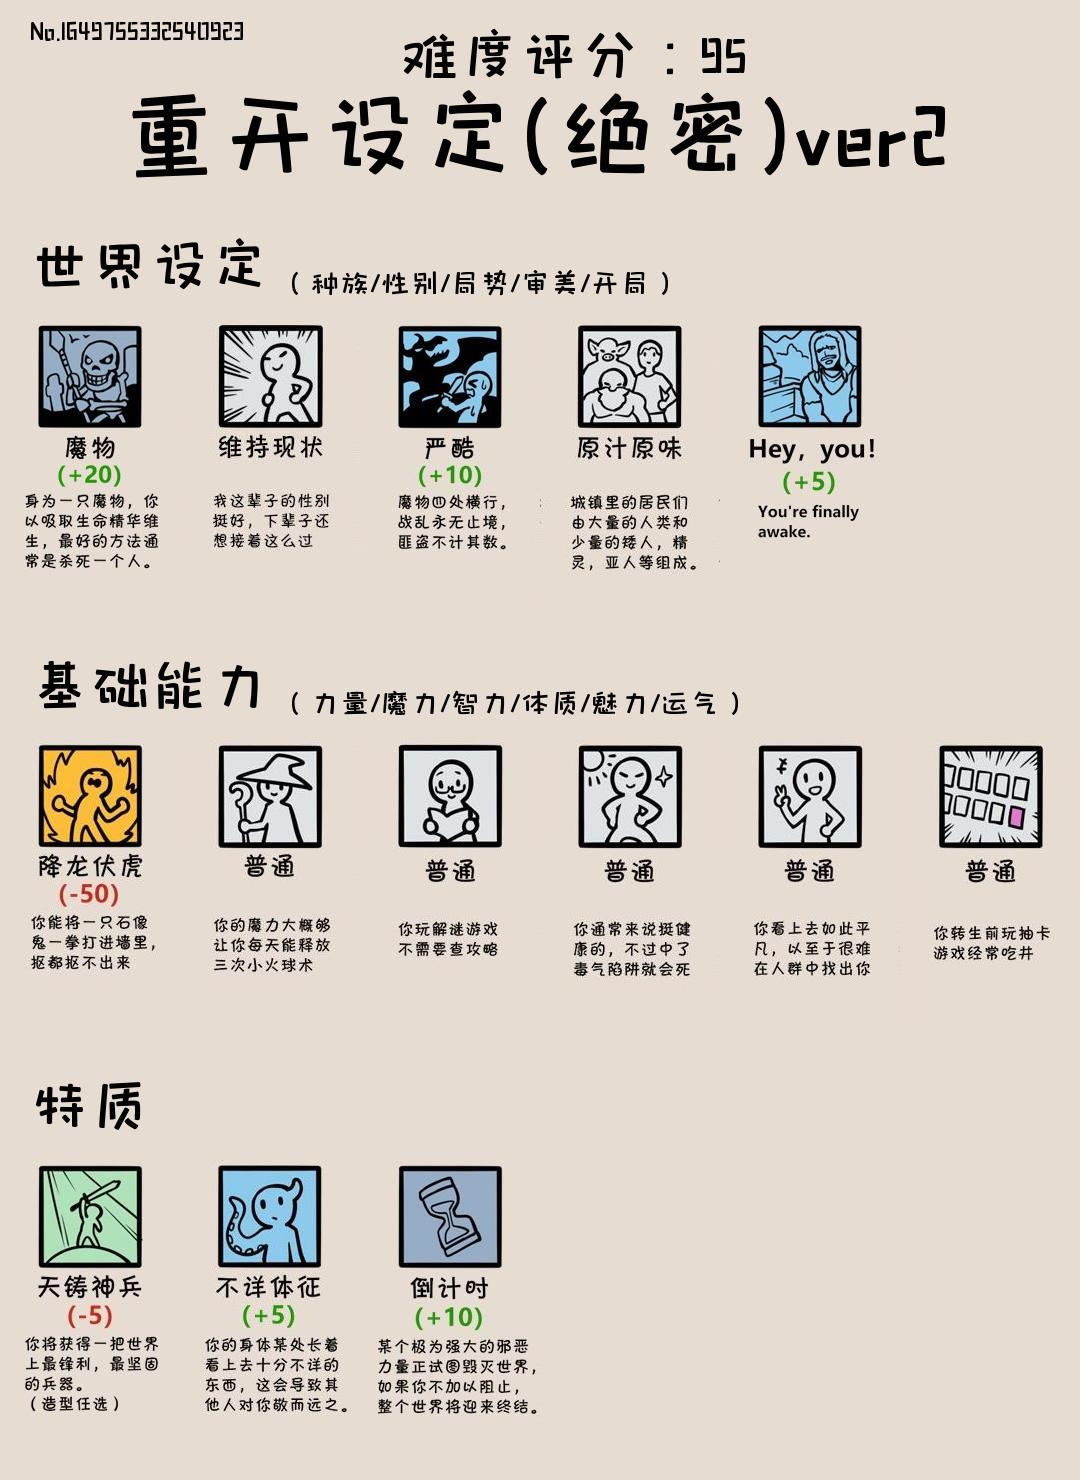 No.1649755332540923
难度评分：95
重开设定(绝密)ver2
世界设定 （种族/性别/局势/审美/开局）
魔物
(+20)
身为一只魔物，你
以吸取生命精华维
生，最好的方法通
常是杀死一个人。
维持现状
我这辈子的性别
挺好，下辈子还
想接着这么过
严酷
(+10)
魔物四处横行，
战乱永无止境，
匪盗不计其数。
原汁原味
城镇里的居民们
由大量的人类和
少量的矮人，精
灵，亚人等组成。
Hey, you!
(+5)
You're finally
awake.
基础能力 （力量/魔力/智力/体质/魅力/运气）
降龙伏虎
(-50)
你能将一只石像
鬼一拳打进墙里，
抠都抠不出来
普通
你的魔力大概够
让你每天能释放
三次小火球术
普通
你玩解谜游戏
不需要查攻略
普通
你通常来说挺健
康的，不过中了
毒气陷阱就会死
普通
你看上去如此平
凡，以至于很难
在人群中找出你
普通
你转生前玩抽卡
游戏经常吃井
特质
天铸神兵
(-5)
你将获得一把世界
上最锋利，最坚固
的兵器。
（造型任选）
不详体征
(+5)
你的身体某处长着
看上去十分不详的
东西，这会导致其
他人对你敬而远之。
倒计时
(+10)
某个极为强大的邪恶
力量正试图毁灭世界，
如果你不加以阻止，
整个世界将迎来终结。